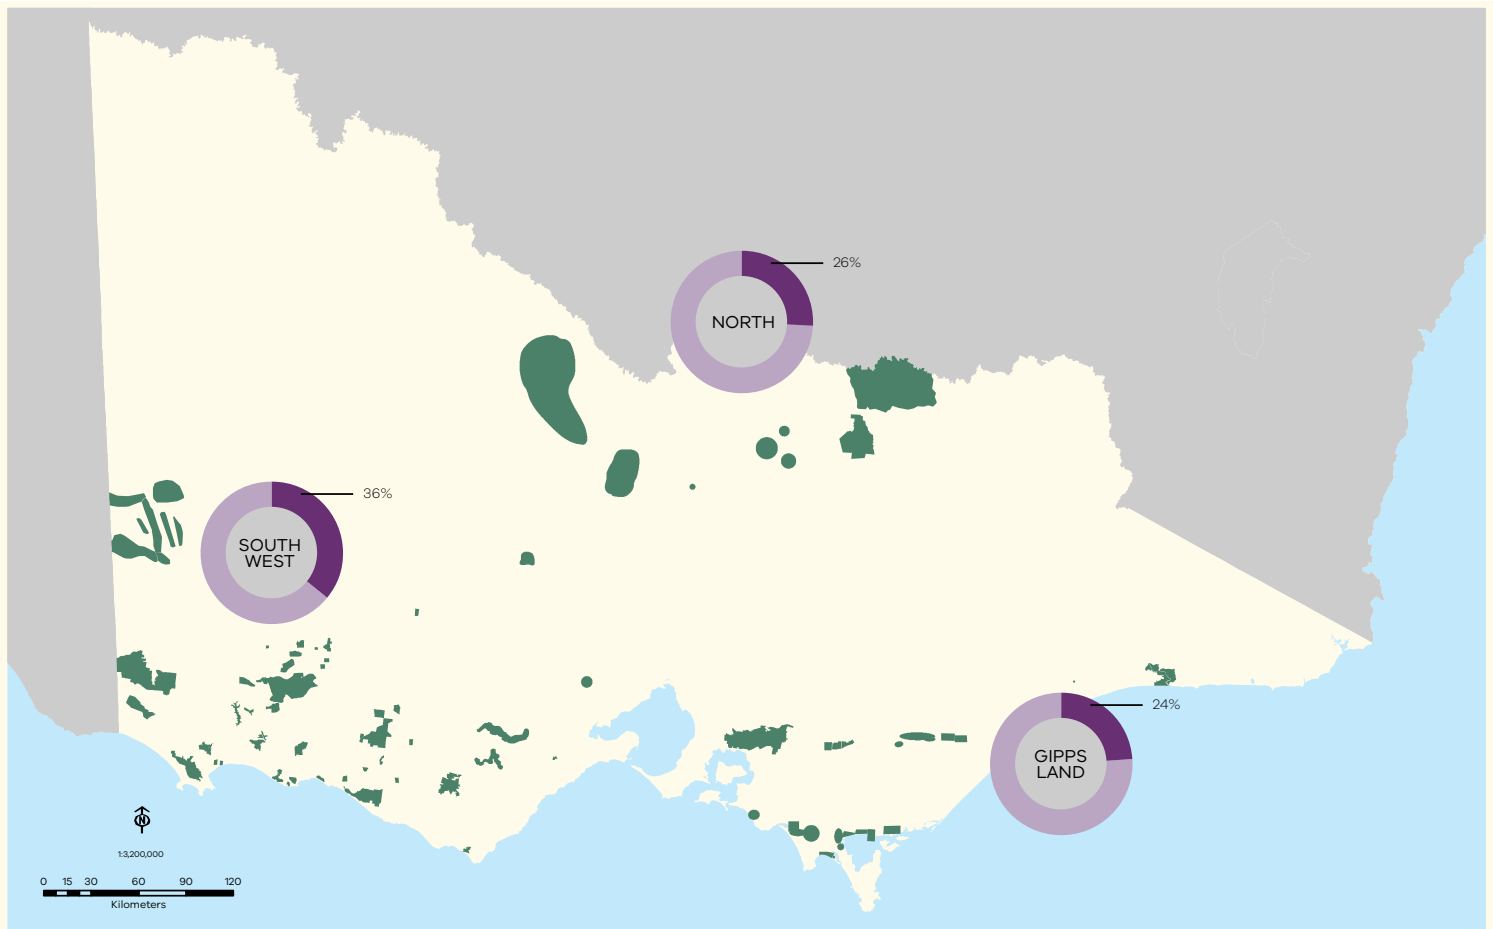 26%
NORTH
36%
SOUTH
WEST
24%
GIPPS
LAND
N
1:3,200,000
0 15 30 60 90 120
Kilometers